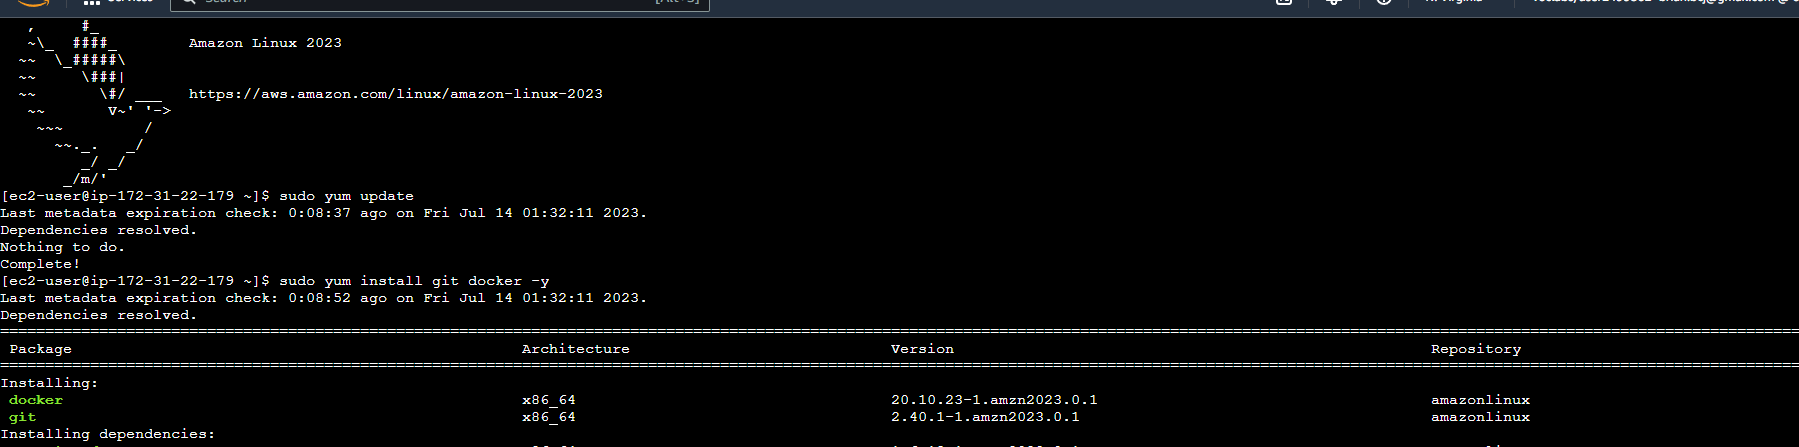 Services Search [Alt+S]
      ,     #_
   ~\_  ####_        Amazon Linux 2023
  ~~  \_#####\
  ~~     \###|
  ~~       \#/ ___   https://aws.amazon.com/linux/amazon-linux-2023
   ~~       V~' '->
    ~~~         /
      ~~._.   _/
         _/ _/
       _/m/'
[ec2-user@ip-172-31-22-179 ~]$ sudo yum update
Last metadata expiration check: 0:08:37 ago on Fri Jul 14 01:32:11 2023.
Dependencies resolved.
Nothing to do.
Complete!
[ec2-user@ip-172-31-22-179 ~]$ sudo yum install git docker -y
Last metadata expiration check: 0:08:52 ago on Fri Jul 14 01:32:11 2023.
Dependencies resolved.
Package Architecture Version Repository
Installing:
docker x86_64 20.10.23-1.amzn2023.0.1 amazonlinux
git x86_64 2.40.1-1.amzn2023.0.1 amazonlinux
Installing dependencies: